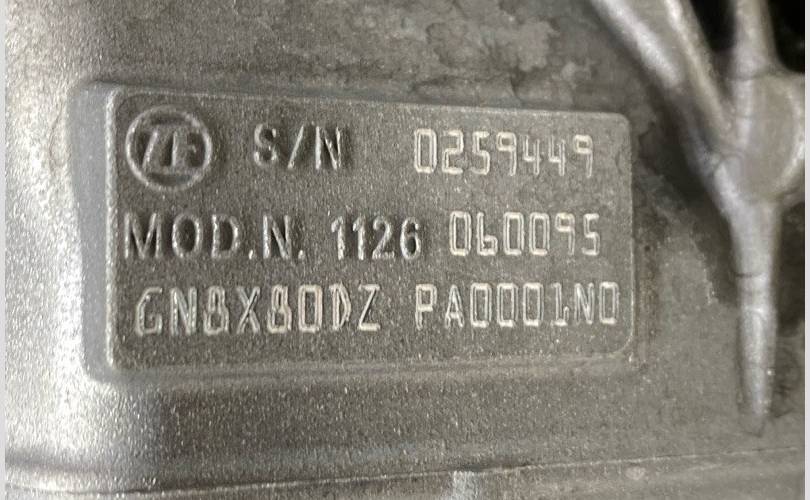 ZF S/N 0259449
MOD.N. 1126 060095
GN8X80DZ PA0001N0